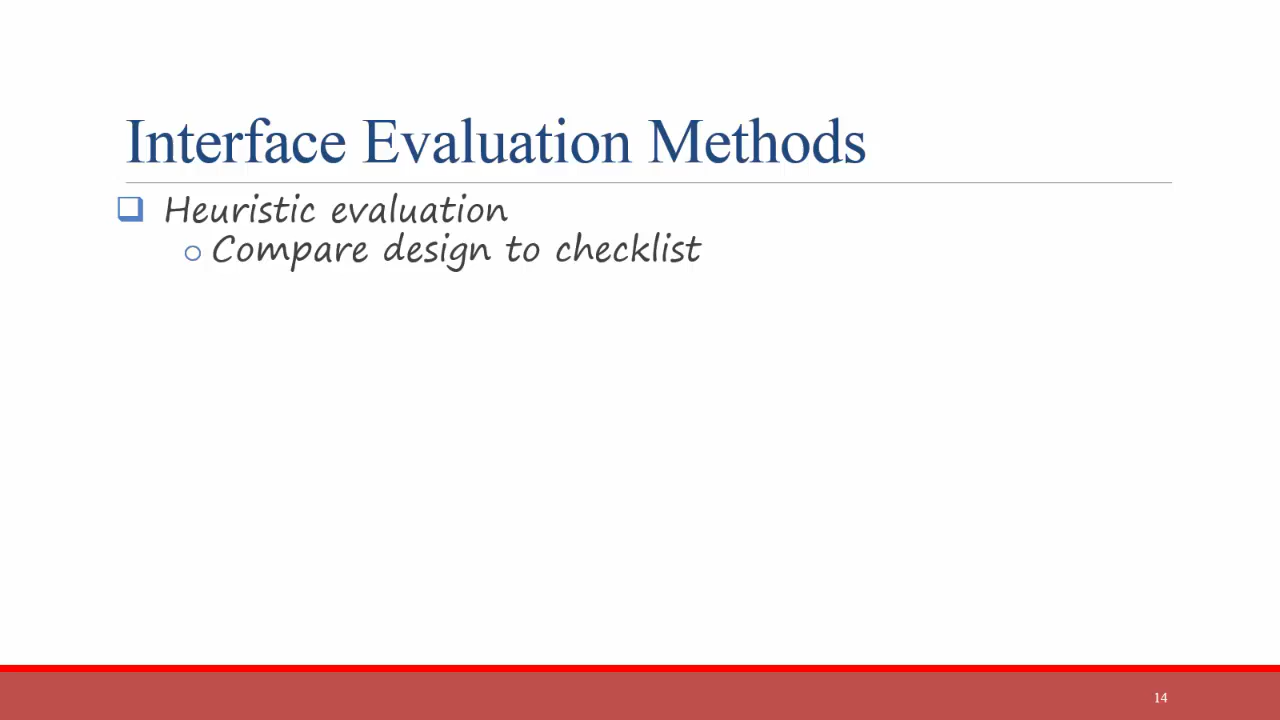 Interface Evaluation Methods
Heuristic evaluation
Compare design to checklist
14